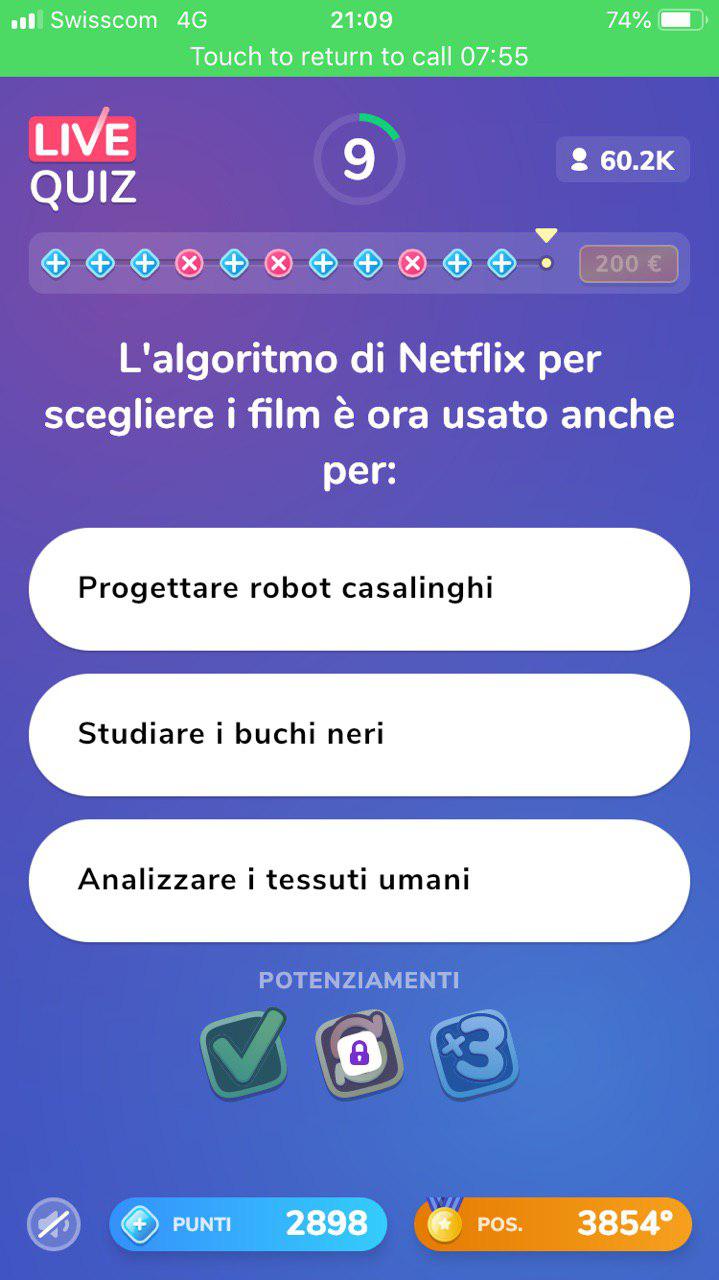 Swisscom 4G 21:09 74%
Touch to return to call 07:55
LIVE
QUIZ
9
60.2K
200 €
L'algoritmo di Netflix per
scegliere i film è ora usato anche
per:
Progettare robot casalinghi
Studiare i buchi neri
Analizzare i tessuti umani
POTENZIAMENTI
×3
PUNTI 2898
POS. 3854°